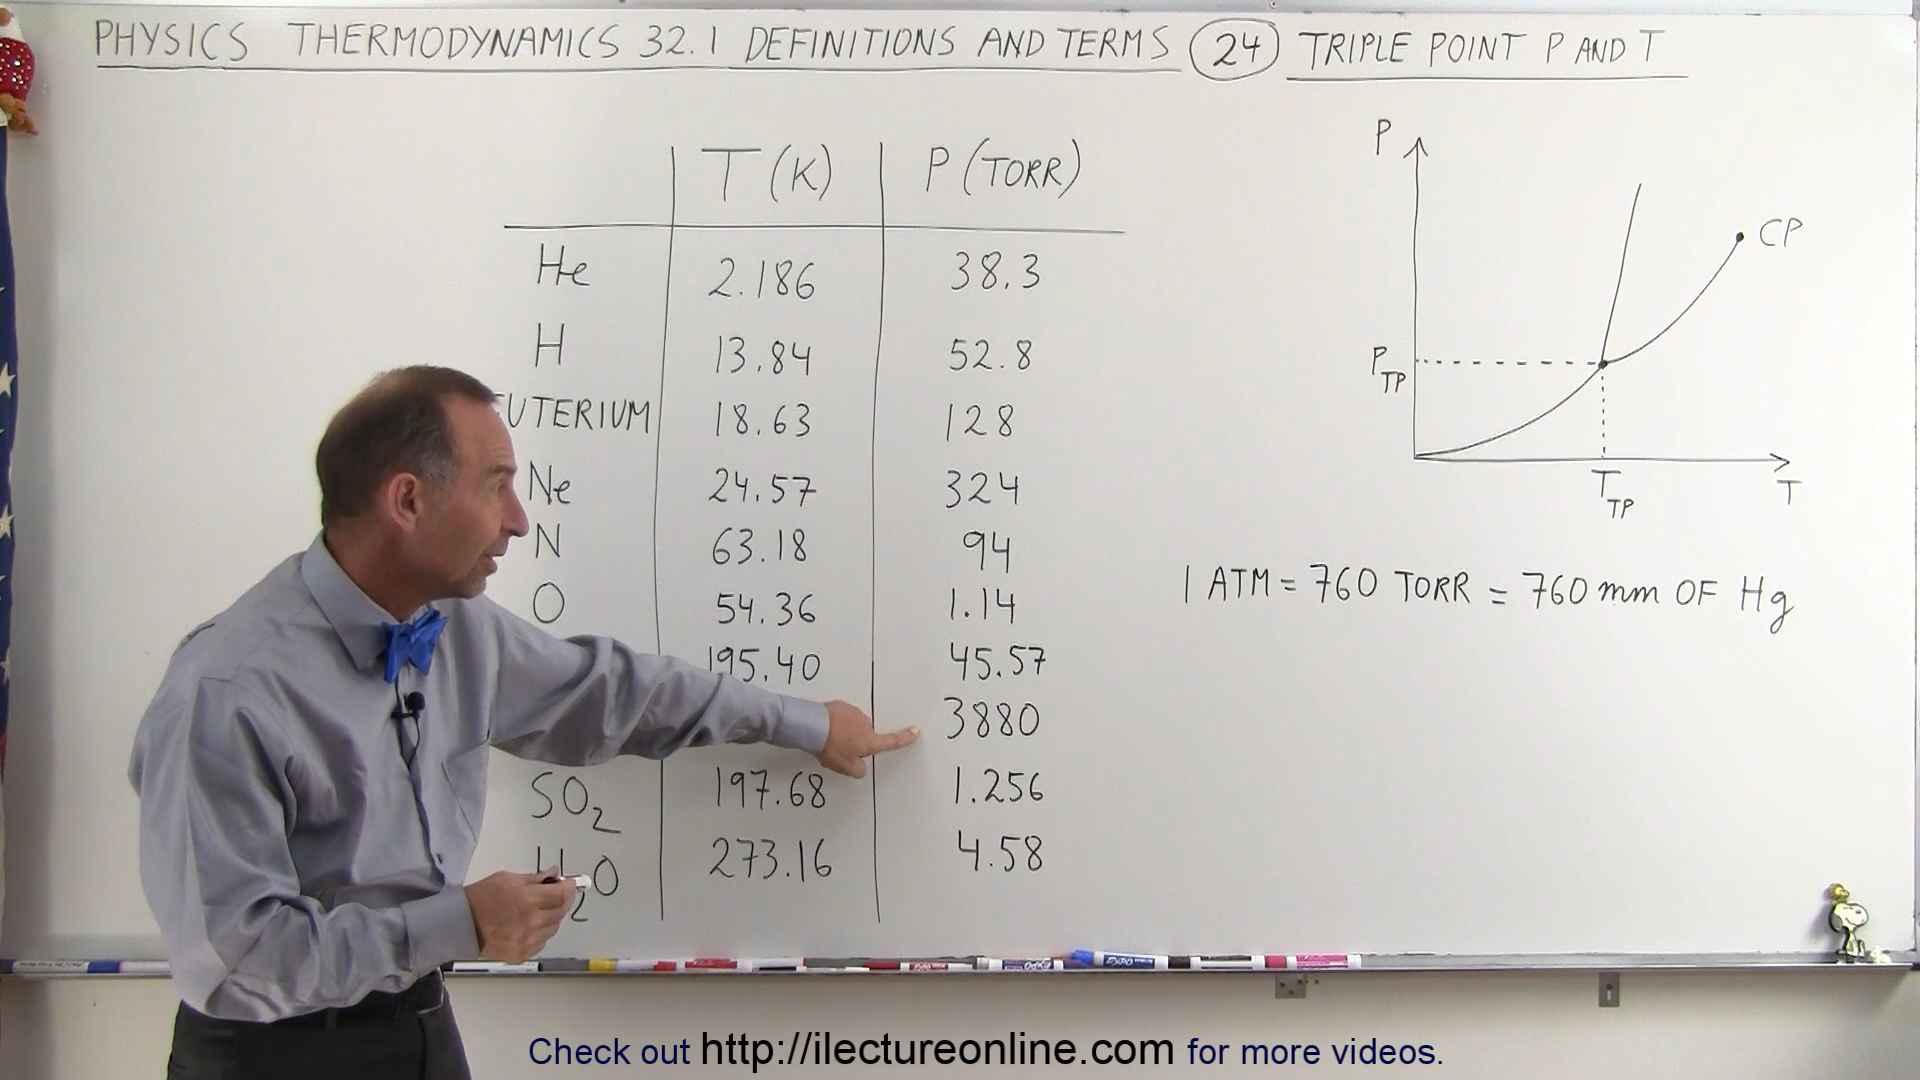 PHYSICS THERMODYNAMICS 32.1 DEFINITIONS AND TERMS 24 TRIPLE POINT P AND T
T (K) P (TORR)
He 2.186 38.3
H 13.84 52.8
UTERIUM 18.63 128
Ne 24.57 324
N 63.18 94
O 54.36 1.14
195.40 45.57
3880
SO2 197.68 1.256
H2O 273.16 4.58
P
CP
PTP
TTP
T
1 ATM = 760 TORR = 760 mm OF Hg
Check out http://ilectureonline.com for more videos.